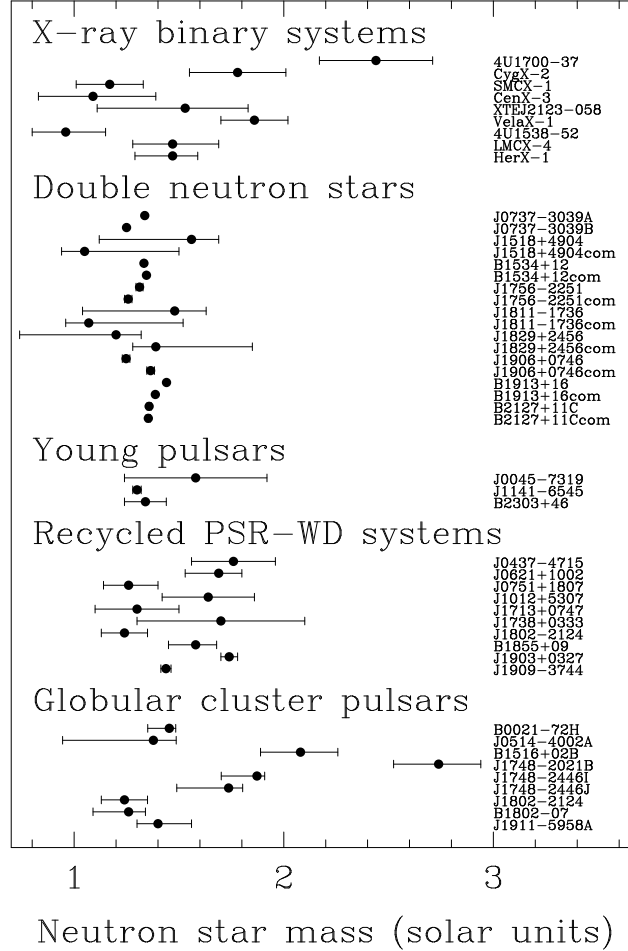 X-ray binary systems
4U1700-37
CygX-2
SMCX-1
CenX-3
XTEJ2123-058
VelaX-1
4U1538-52
LMCX-4
HerX-1
Double neutron stars
J0737-3039A
J0737-3039B
J1518+4904
J1518+4904com
B1534+12
B1534+12com
J1756-2251
J1756-2251com
J1811-1736
J1811-1736com
J1829+2456
J1829+2456com
J1906+0746
J1906+0746com
B1913+16
B1913+16com
B2127+11C
B2127+11Ccom
Young pulsars
J0045-7319
J1141-6545
B2303+46
Recycled PSR-WD systems
J0437-4715
J0621+1002
J0751+1807
J1012+5307
J1713+0747
J1738+0333
J1802-2124
B1855+09
J1903+0327
J1909-3744
Globular cluster pulsars
B0021-72H
J0514-4002A
B1516+02B
J1748-2021B
J1748-2446I
J1748-2446J
J1802-2124
B1802-07
J1911-5958A
1 2 3
Neutron star mass (solar units)